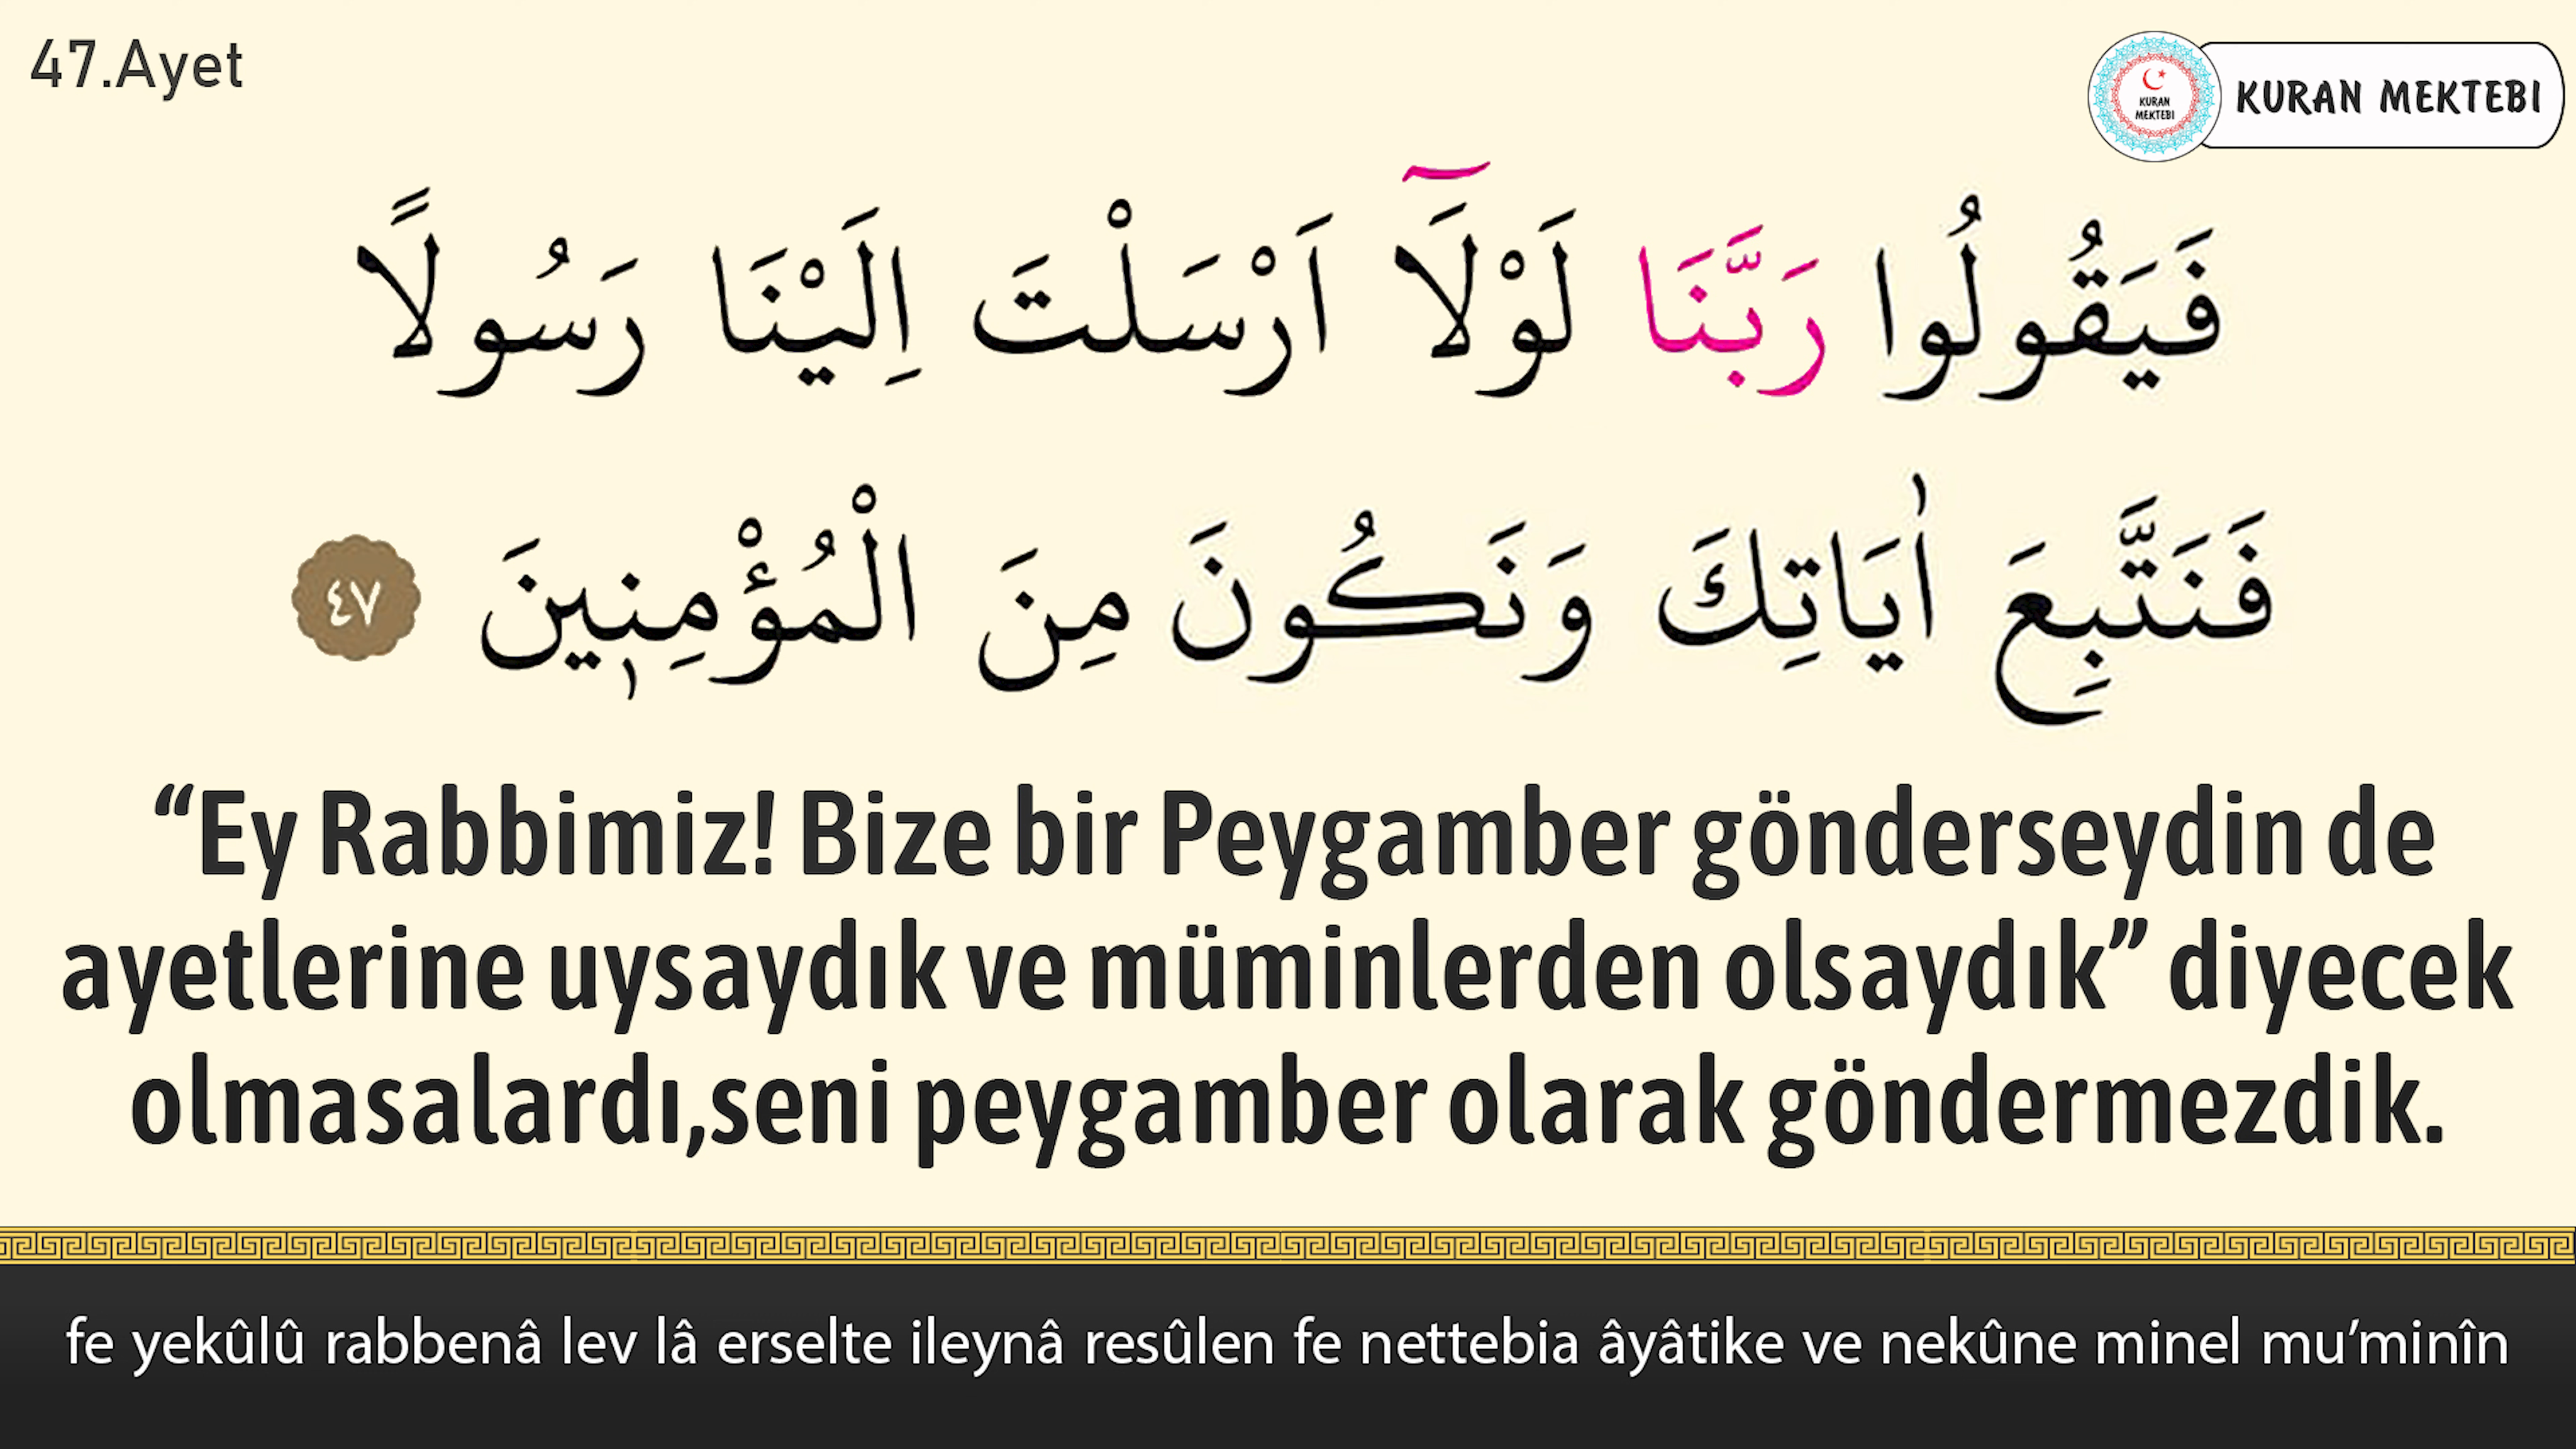 47.Ayet
KURAN
MEKTEBI
KURAN MEKTEBI
فَيَقُولُوا رَبَّنَا لَوْلَٓا اَرْسَلْتَ اِلَيْنَا رَسُولًا
فَنَتَّبِعَ اٰيَاتِكَ وَنَكُونَ مِنَ الْمُؤْمِنٖينَ ٤٧
“Ey Rabbimiz! Bize bir Peygamber gönderseydin de
ayetlerine uysaydık ve müminlerden olsaydık” diyecek
olmasalardı,seni peygamber olarak göndermezdik.
fe yekûlû rabbenâ lev lâ erselte ileynâ resûlen fe nettebia âyâtike ve nekûne minel mu’minîn